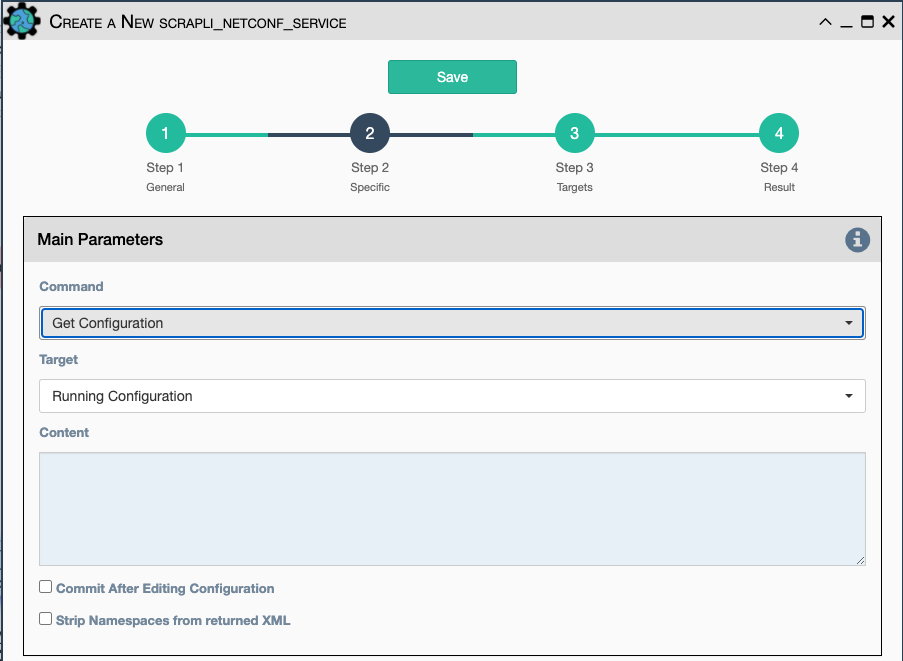 Create a New scrapli_netconf_service
Save
1
2
3
4
Step 1
Step 2
Step 3
Step 4
General
Specific
Targets
Result
Main Parameters
Command
Get Configuration
Target
Running Configuration
Content
Commit After Editing Configuration
Strip Namespaces from returned XML